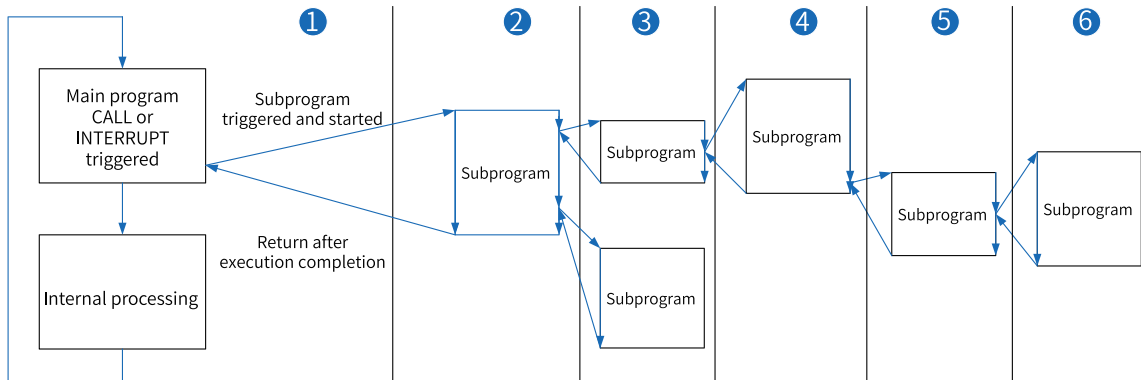 1
2
3
4
5
6
Main program
CALL or
INTERRUPT
triggered
Subprogram
triggered and started
Subprogram
Subprogram
Subprogram
Subprogram
Subprogram
Return after
execution completion
Internal processing
Subprogram